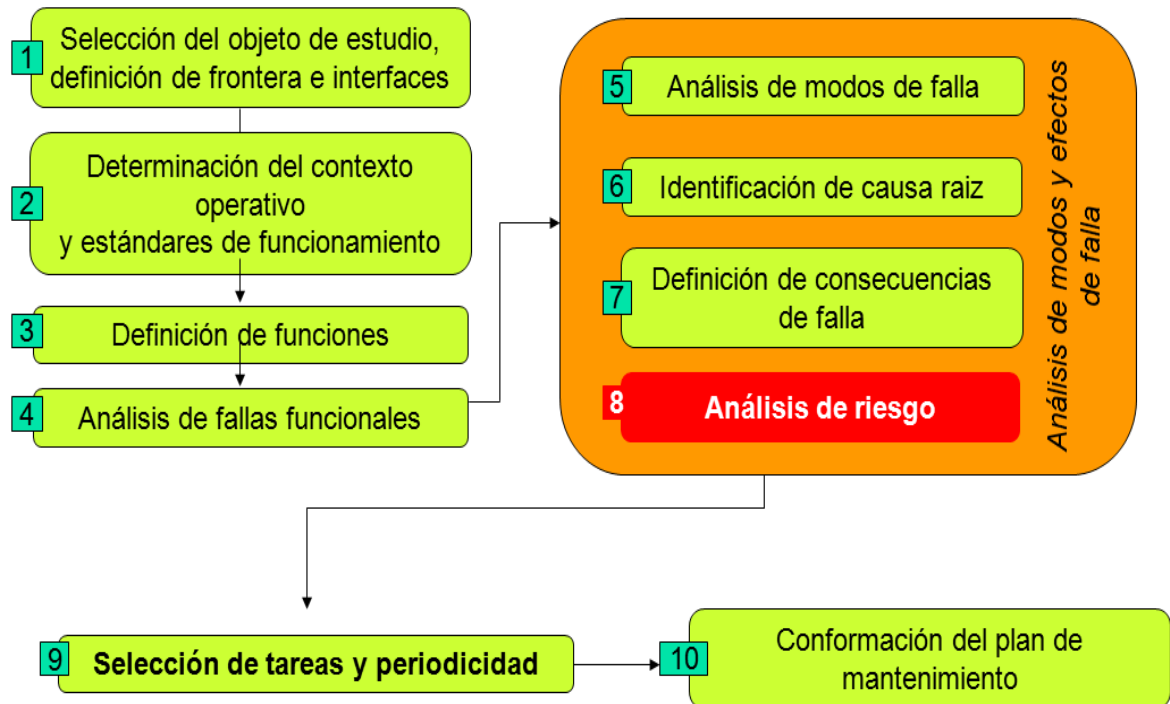 1
Selección del objeto de estudio,
definición de frontera e interfaces
2
Determinación del contexto
operativo
y estándares de funcionamiento
3
Definición de funciones
4
Análisis de fallas funcionales
5
Análisis de modos de falla
6
Identificación de causa raiz
7
Definición de consecuencias
de falla
8
Análisis de riesgo
Análisis de modos y efectos
de falla
9
Selección de tareas y periodicidad
10
Conformación del plan de
mantenimiento